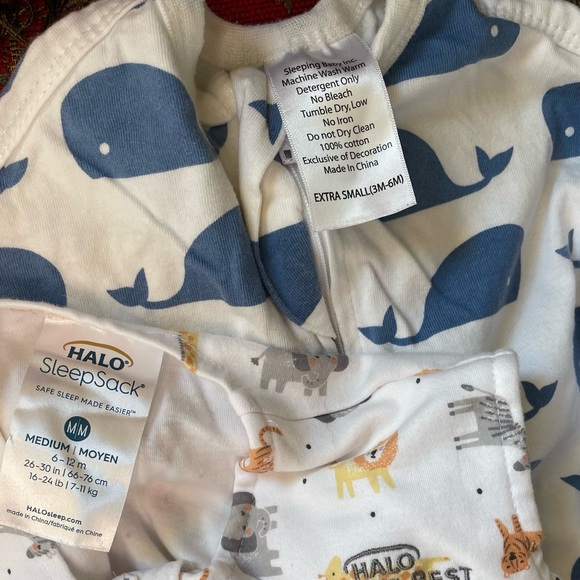 Sleeping Baby Inc.
Machine Wash Warm
Detergent Only
No Bleach
Tumble Dry, Low
No Iron
Do not Dry Clean
100% cotton
Exclusive of Decoration
Made in China
EXTRA SMALL(3M-6M)
HALO®
SleepSack®
SAFE SLEEP MADE EASIER™
M|M
MEDIUM | MOYEN
6–12 m
26-30 in | 66-76 cm
16-24 lb | 7-11 kg
HALOsleep.com
made in China/fabriqué en Chine
HALO
REST